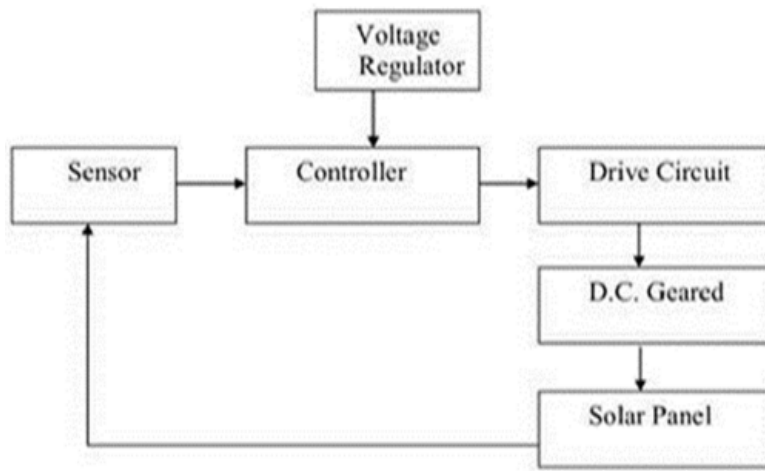 Voltage
Regulator
Sensor
Controller
Drive Circuit
D.C. Geared
Solar Panel